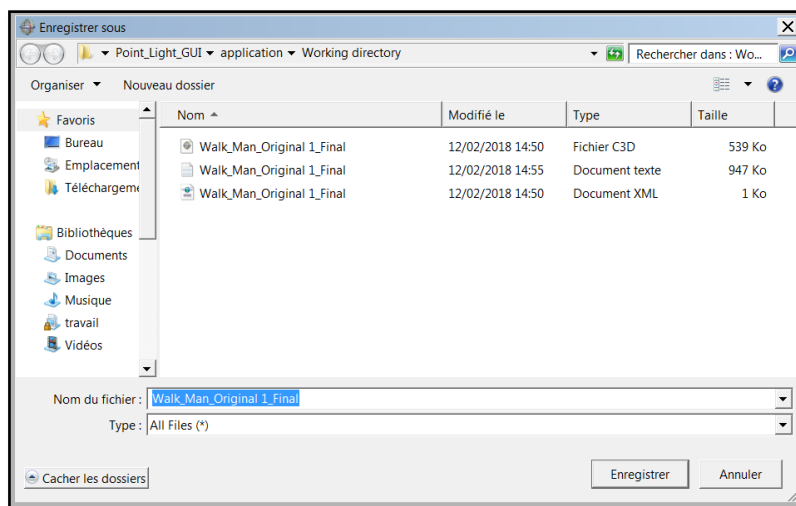 Enregistrer sous
Point_Light_GUI application Working directory Rechercher dans : Wo...
Organiser Nouveau dossier
Favoris Nom Modifié le Type Taille
Bureau Walk_Man_Original 1_Final 12/02/2018 14:50 Fichier C3D 539 Ko
Emplacement Walk_Man_Original 1_Final 12/02/2018 14:55 Document texte 947 Ko
Téléchargeme Walk_Man_Original 1_Final 12/02/2018 14:50 Document XML 1 Ko
Bibliothèques
Documents
Images
Musique
travail
Vidéos
Nom du fichier : Walk_Man_Original 1_Final
Type : All Files (*)
Cacher les dossiers Enregistrer Annuler